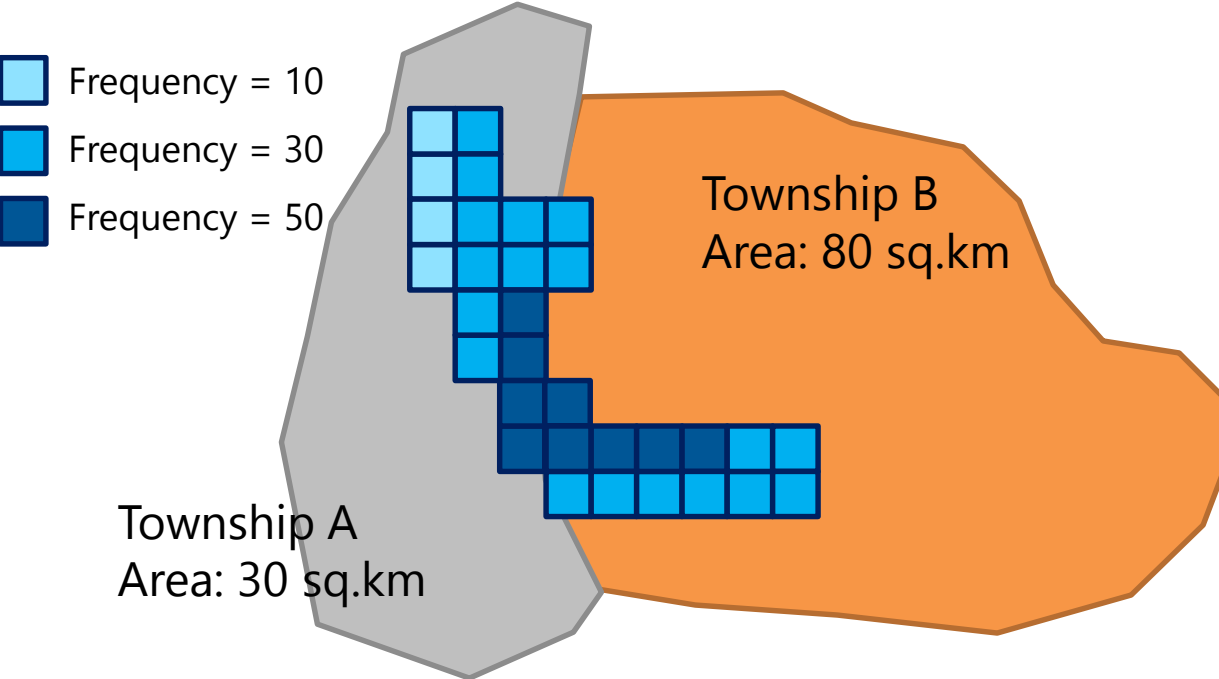 Frequency = 10
Frequency = 30
Frequency = 50
Township B
Area: 80 sq.km
Township A
Area: 30 sq.km